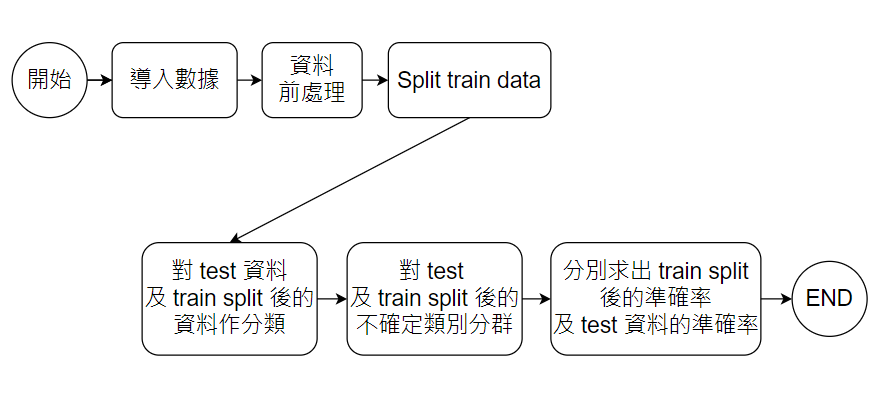 開始
導入數據
資料
前處理
Split train data
對 test 資料
及 train split 後的
資料作分類
對 test
及 train split 後的
不確定類別分群
分別求出 train split
後的準確率
及 test 資料的準確率
END